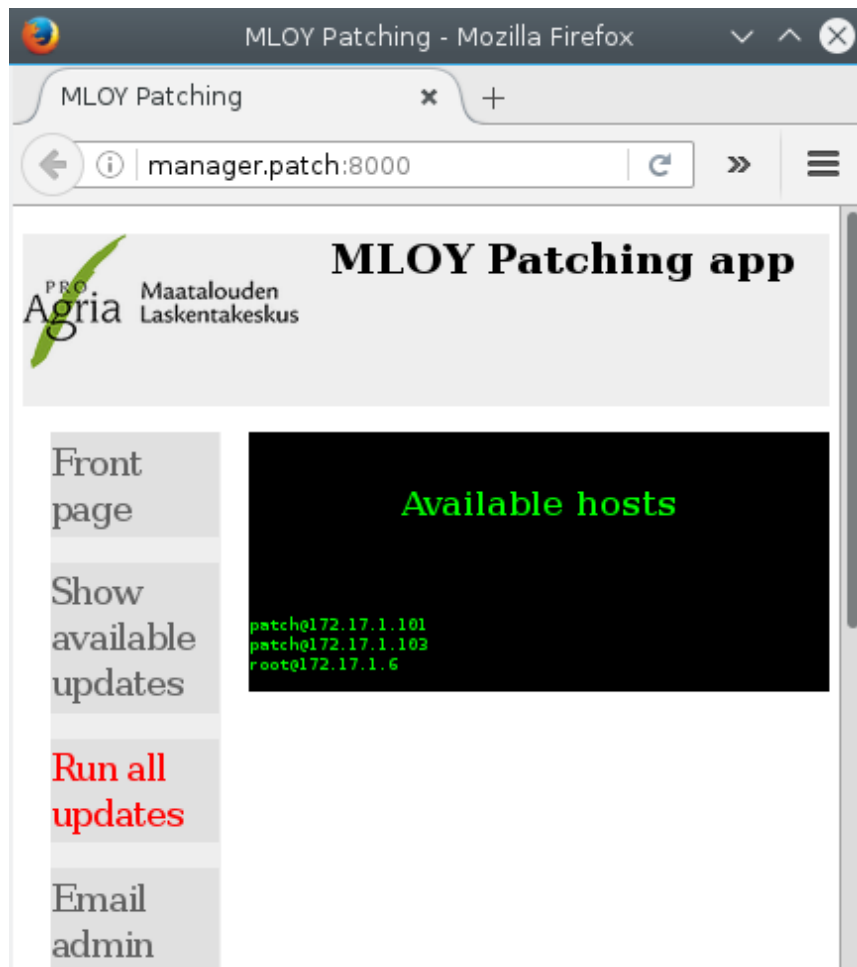 MLOY Patching - Mozilla Firefox
MLOY Patching
manager.patch:8000
PRO
Agria
Maatalouden
Laskentakeskus
MLOY Patching app
Front
page
Show
available
updates
Run all
updates
Email
admin
Available hosts
patch@172.17.1.101
patch@172.17.1.103
root@172.17.1.6